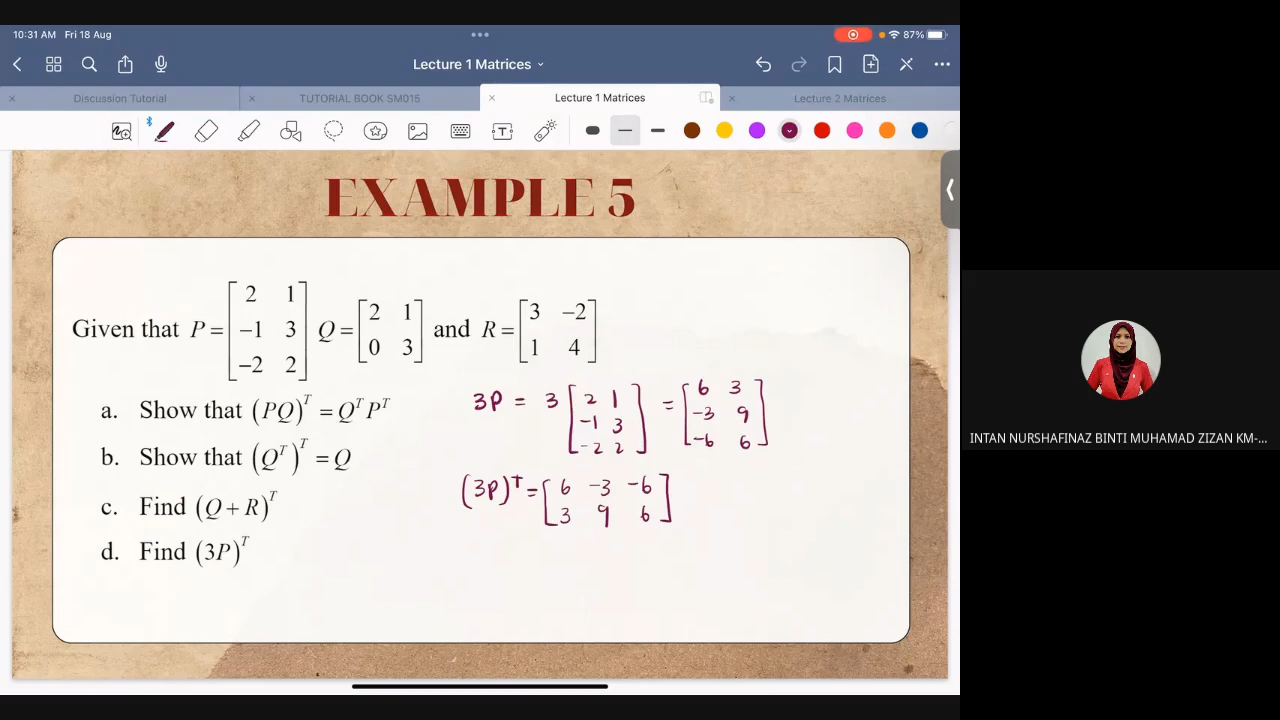 10:31 AM Fri 18 Aug
87%
Lecture 1 Matrices
Discussion Tutorial
TUTORIAL BOOK SM015
Lecture 1 Matrices
Lecture 2 Matrices
EXAMPLE 5
Given that P = [2 1; −1 3; −2 2] Q = [2 1; 0 3] and R = [3 −2; 1 4]
a. Show that (PQ)^T = Q^T P^T
b. Show that (Q^T)^T = Q
c. Find (Q + R)^T
d. Find (3P)^T
3P = 3 [2 1; -1 3; -2 2] = [6 3; -3 9; -6 6]
(3P)^T = [6 -3 -6; 3 9 6]
INTAN NURSHAFINAZ BINTI MUHAMAD ZIZAN KM-...